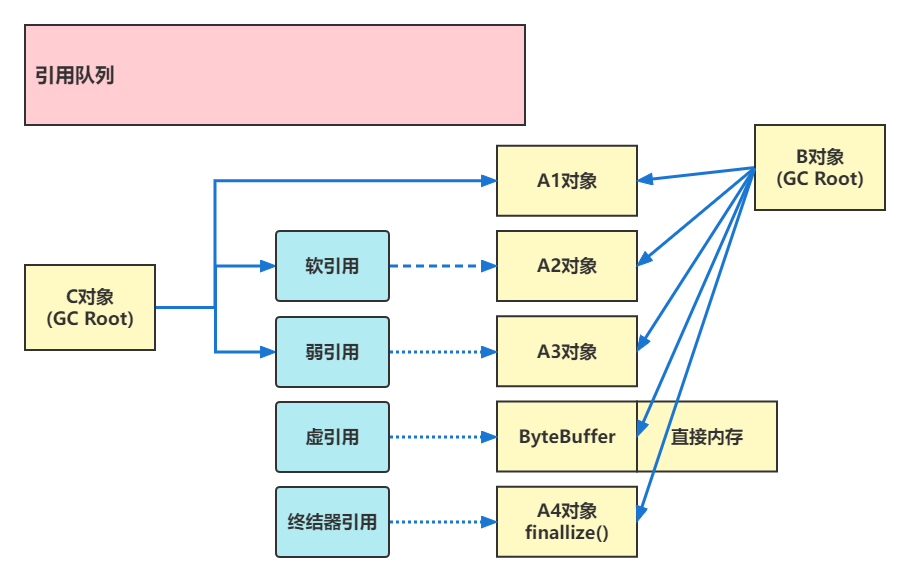 引用队列
A1对象
B对象
(GC Root)
软引用
A2对象
C对象
(GC Root)
弱引用
A3对象
虚引用
ByteBuffer
直接内存
终结器引用
A4对象
finallize()